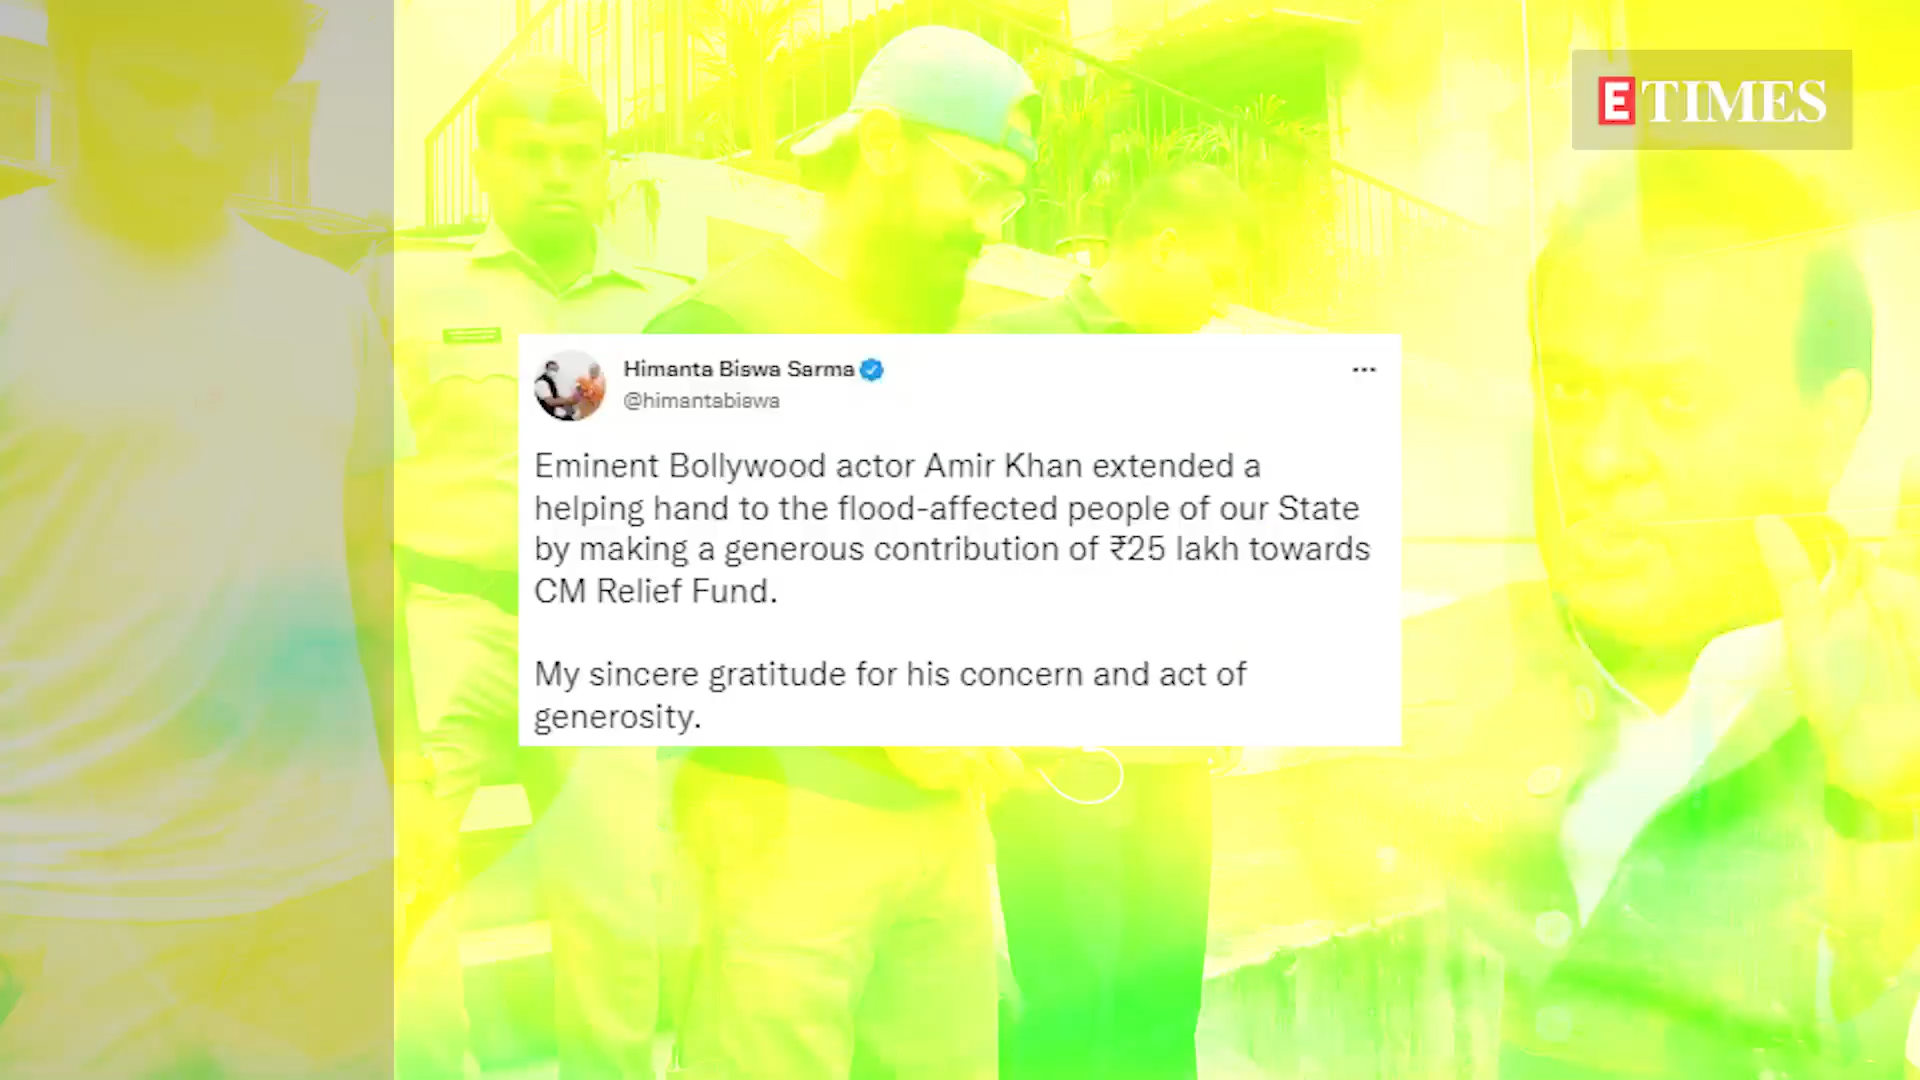 ETIMES
Himanta Biswa Sarma
@himantabiswa
Eminent Bollywood actor Amir Khan extended a
helping hand to the flood-affected people of our State
by making a generous contribution of ₹25 lakh towards
CM Relief Fund.
My sincere gratitude for his concern and act of
generosity.